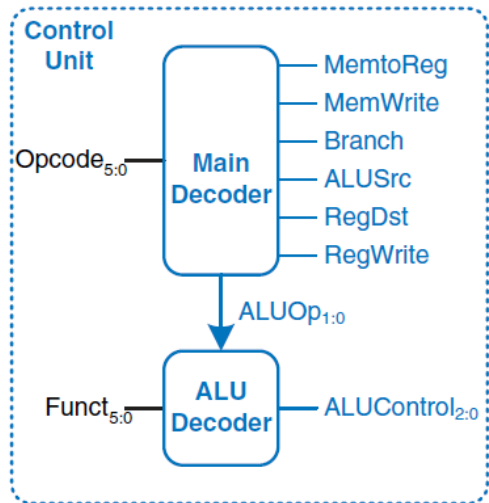 Control
Unit
MemtoReg
MemWrite
Branch
ALUSrc
RegDst
RegWrite
Opcode5:0
Main
Decoder
ALUOp1:0
Funct5:0
ALU
Decoder
ALUControl2:0